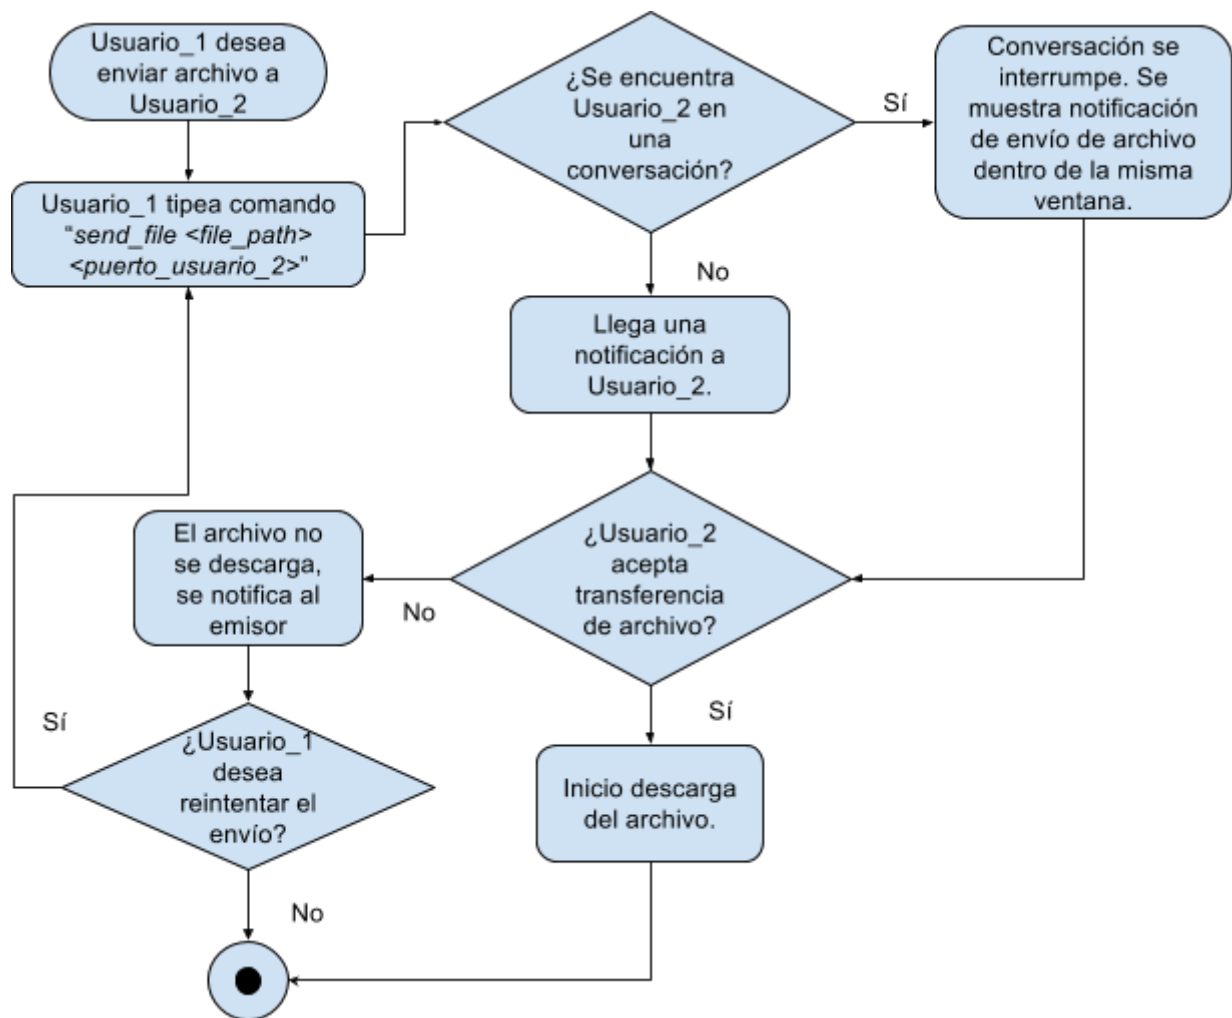 Usuario_1 desea
enviar archivo a
Usuario_2
Usuario_1 tipea comando
"send_file <file_path>
<puerto_usuario_2>"
¿Se encuentra
Usuario_2 en
una
conversación?
Sí
Conversación se
interrumpe. Se
muestra notificación
de envío de archivo
dentro de la misma
ventana.
No
Llega una
notificación a
Usuario_2.
¿Usuario_2
acepta
transferencia
de archivo?
No
El archivo no
se descarga,
se notifica al
emisor
Sí
¿Usuario_1
desea
reintentar el
envío?
Sí
Inicio descarga
del archivo.
No